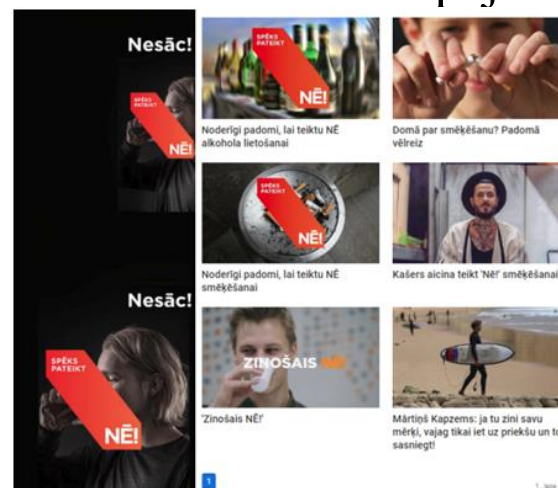 Nesāc!
SPĒKS
PATEIKT
NĒ!
Nesāc!
SPĒKS
PATEIKT
NĒ!
SPĒKS
PATEIKT
NĒ!
Noderīgi padomi, lai teiktu NĒ
alkohola lietošanai
Domā par smēķēšanu? Padomā
vēlreiz
SPĒKS
PATEIKT
NĒ!
Noderīgi padomi, lai teiktu NĒ
smēķēšanai
Kašers aicina teikt 'Nē!' smēķēšanai
ZINOŠAIS NĒ
'Zinošais NĒ!'
Mārtiņš Kapzems: ja tu zini savu
mērķi, vajag tikai iet uz priekšu un to
sasniegt!
1